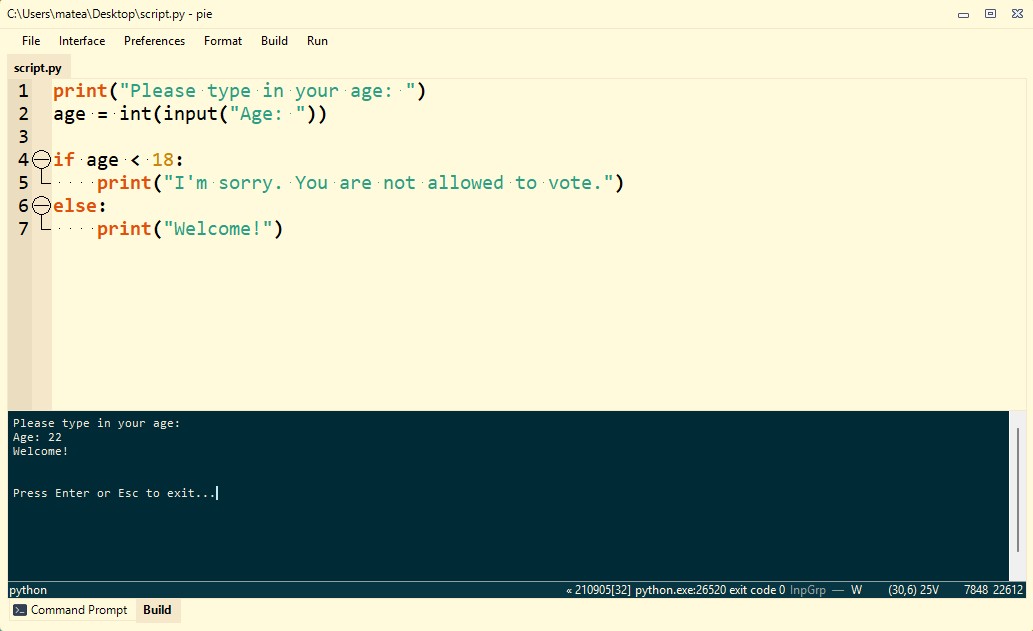 C:\Users\matea\Desktop\script.py - pie
File Interface Preferences Format Build Run
script.py
1 print("Please type in your age: ")
2 age = int(input("Age: "))
3
4 if age < 18:
5     print("I'm sorry. You are not allowed to vote.")
6 else:
7     print("Welcome!")
Please type in your age:
Age: 22
Welcome!
Press Enter or Esc to exit...
python « 210905[32] python.exe:26520 exit code 0 InpGrp — W (30,6) 25V 7848 22612
Command Prompt Build